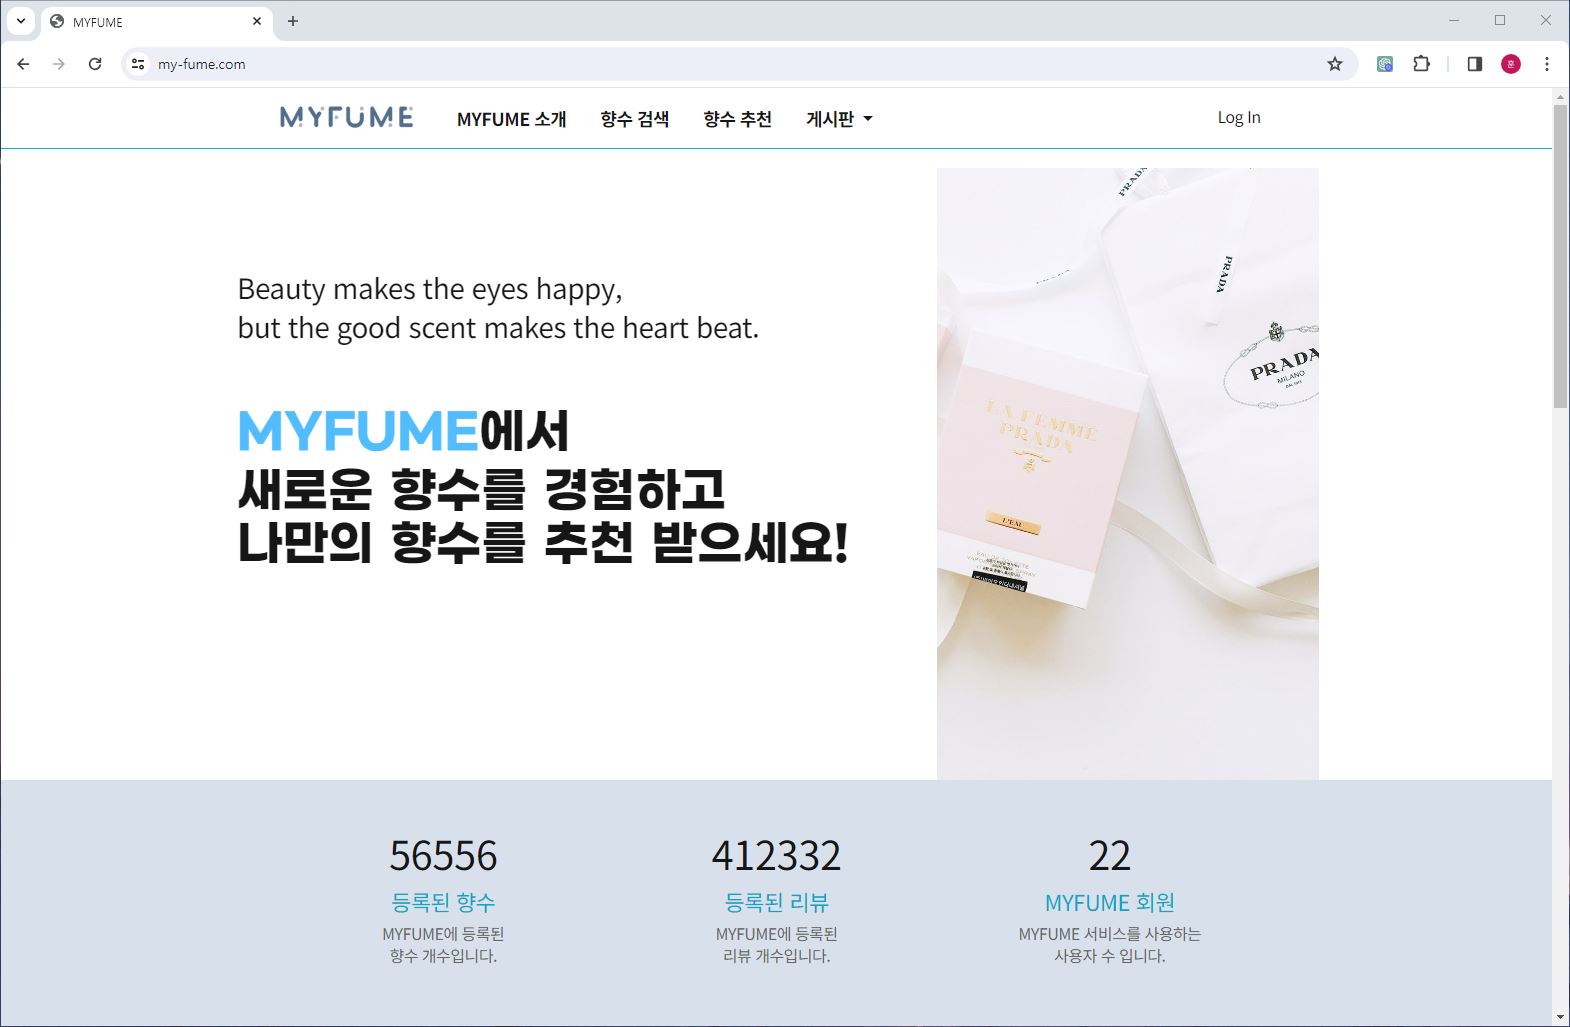 MYFUME
my-fume.com
MYFUME
MYFUME 소개
향수 검색
향수 추천
게시판
Log In
Beauty makes the eyes happy,
but the good scent makes the heart beat.
MYFUME에서
새로운 향수를 경험하고
나만의 향수를 추천 받으세요!
PRADA
PRADA
PRADA
MILANO
LA FEMME
PRADA
L'EAU
56556
등록된 향수
MYFUME에 등록된
향수 개수입니다.
412332
등록된 리뷰
MYFUME에 등록된
리뷰 개수입니다.
22
MYFUME 회원
MYFUME 서비스를 사용하는
사용자 수 입니다.